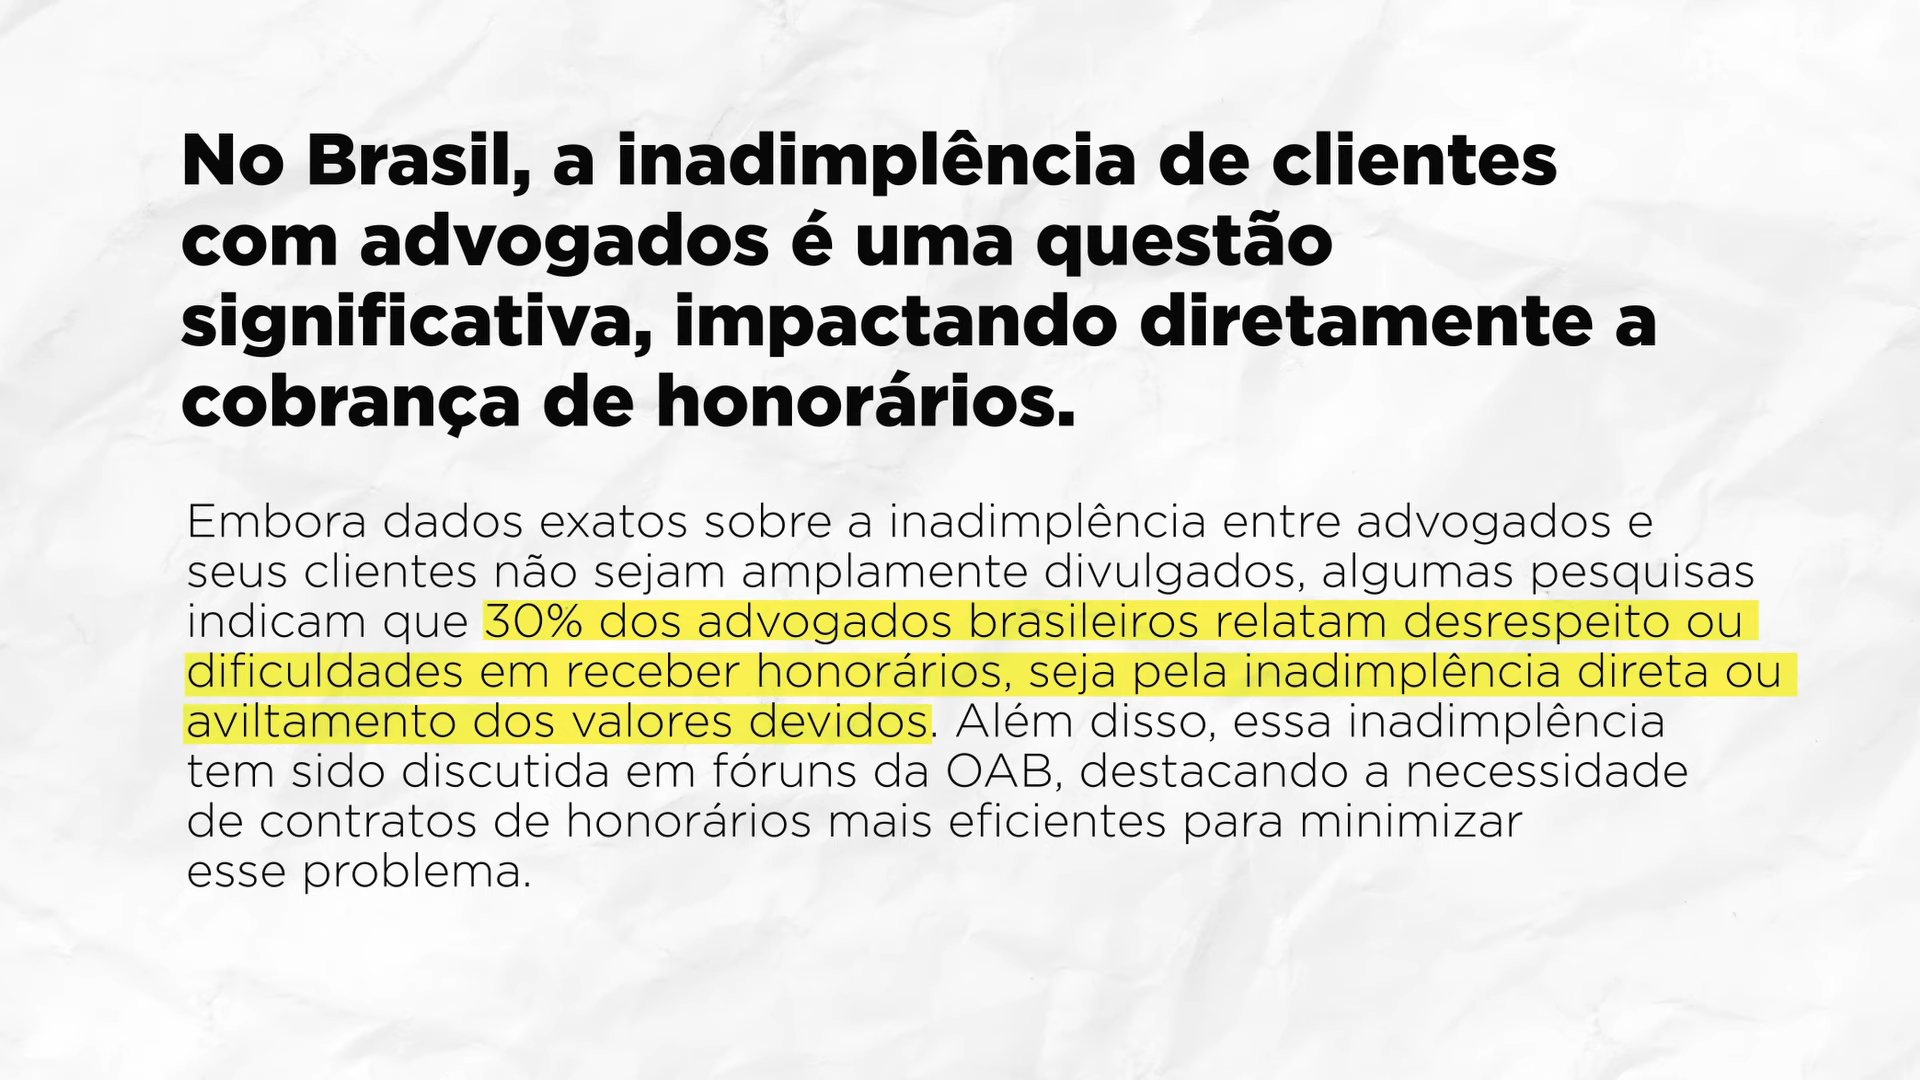 No Brasil, a inadimplência de clientes
com advogados é uma questão
significativa, impactando diretamente a
cobrança de honorários.
Embora dados exatos sobre a inadimplência entre advogados e
seus clientes não sejam amplamente divulgados, algumas pesquisas
indicam que 30% dos advogados brasileiros relatam desrespeito ou
dificuldades em receber honorários, seja pela inadimplência direta ou
aviltamento dos valores devidos. Além disso, essa inadimplência
tem sido discutida em fóruns da OAB, destacando a necessidade
de contratos de honorários mais eficientes para minimizar
esse problema.